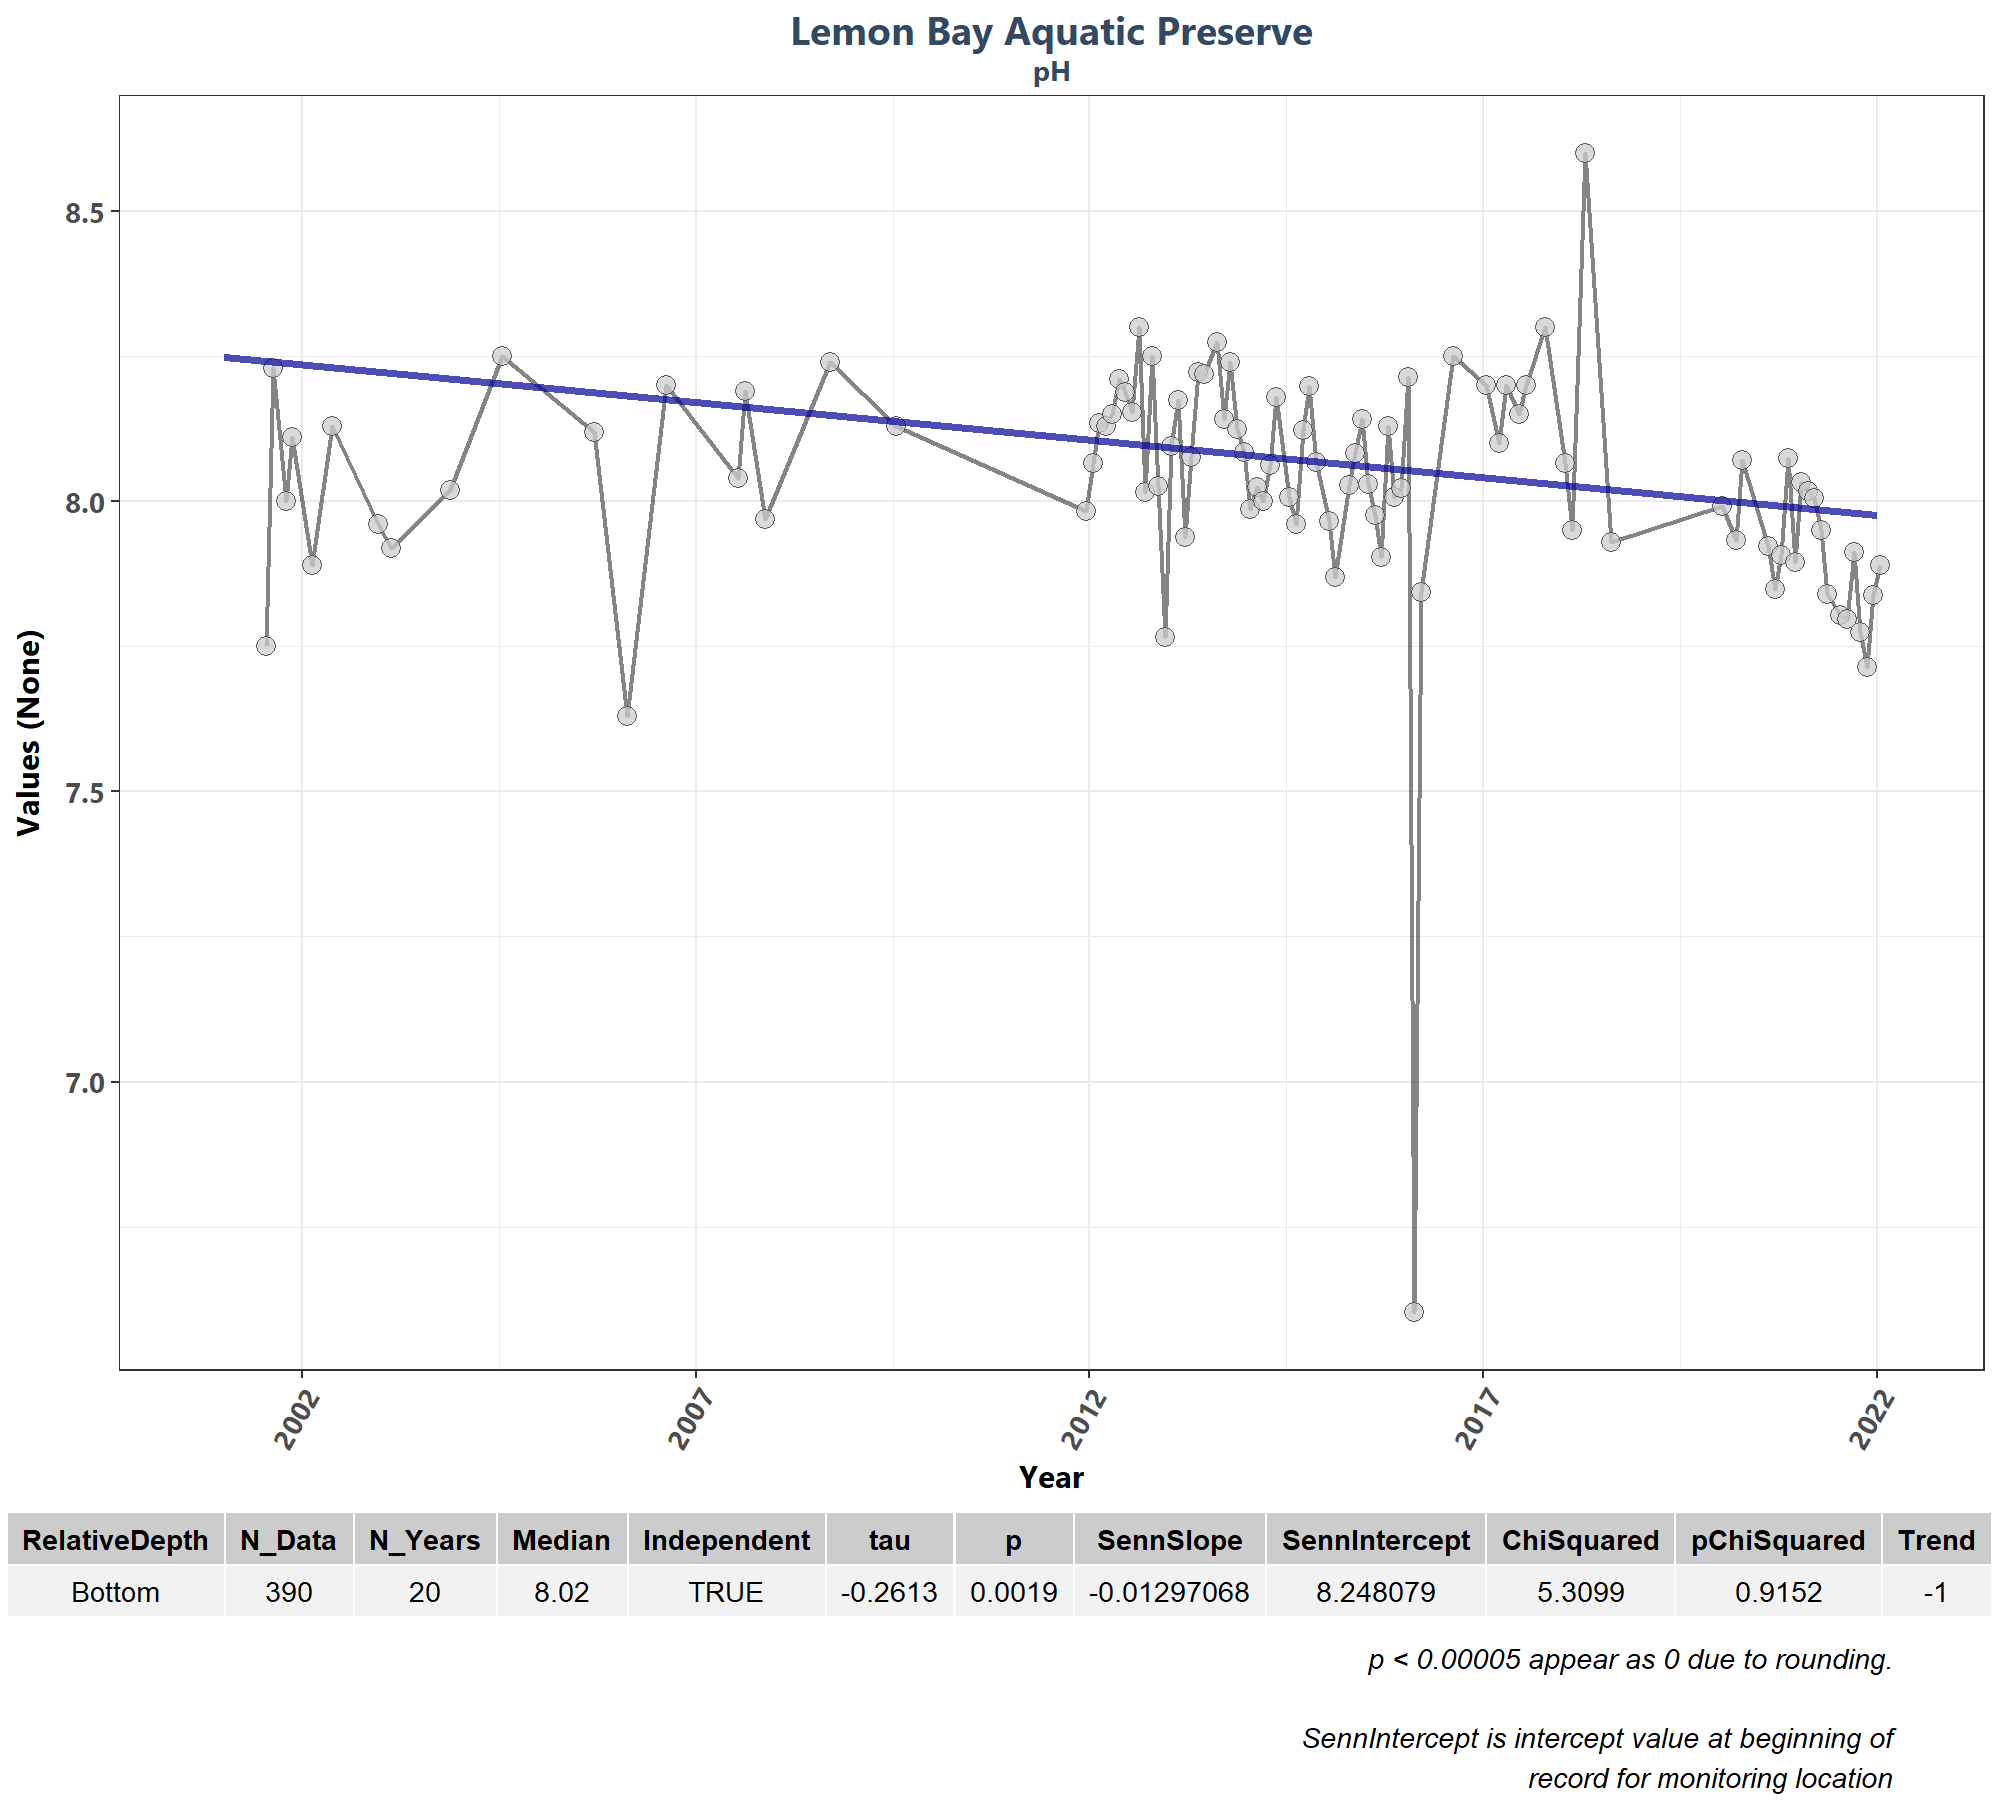 Lemon Bay Aquatic Preserve
pH
8.5
8.0
7.5
7.0
Values (None)
2002 2007 2012 2017 2022
Year
RelativeDepth N_Data N_Years Median Independent tau p SennSlope SennIntercept ChiSquared pChiSquared Trend
Bottom 390 20 8.02 TRUE -0.2613 0.0019 -0.01297068 8.248079 5.3099 0.9152 -1
p < 0.00005 appear as 0 due to rounding.
SennIntercept is intercept value at beginning of
record for monitoring location